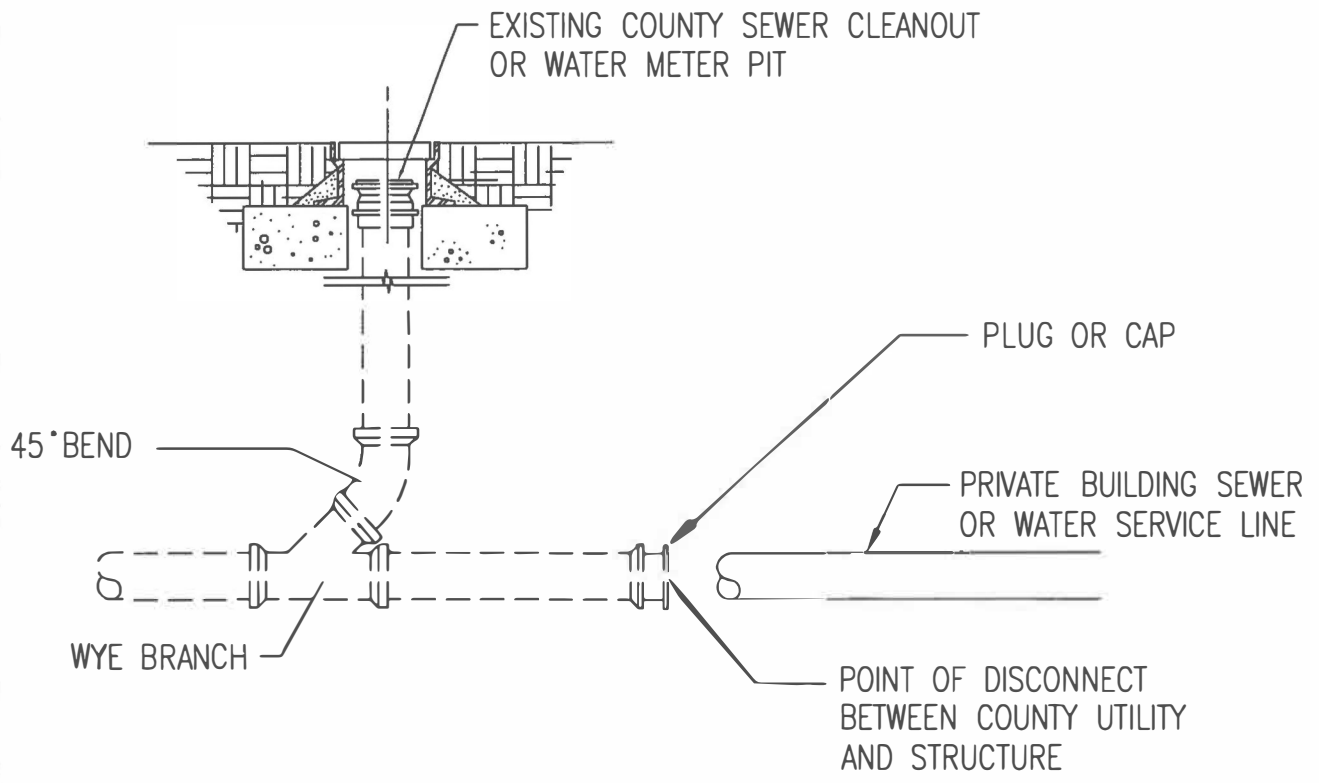 EXISTING COUNTY SEWER CLEANOUT
OR WATER METER PIT
PLUG OR CAP
45°BEND
PRIVATE BUILDING SEWER
OR WATER SERVICE LINE
WYE BRANCH
POINT OF DISCONNECT
BETWEEN COUNTY UTILITY
AND STRUCTURE